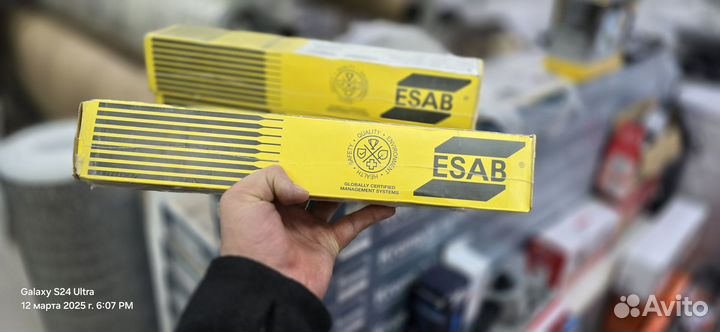 ESAB
ESAB
QUALITY • ENVIRONMENT • HEALTH • SAFETY •
GLOBALLY CERTIFIED
MANAGEMENT SYSTEMS
Galaxy S24 Ultra
12 марта 2025 г. 6:07 PM
Avito